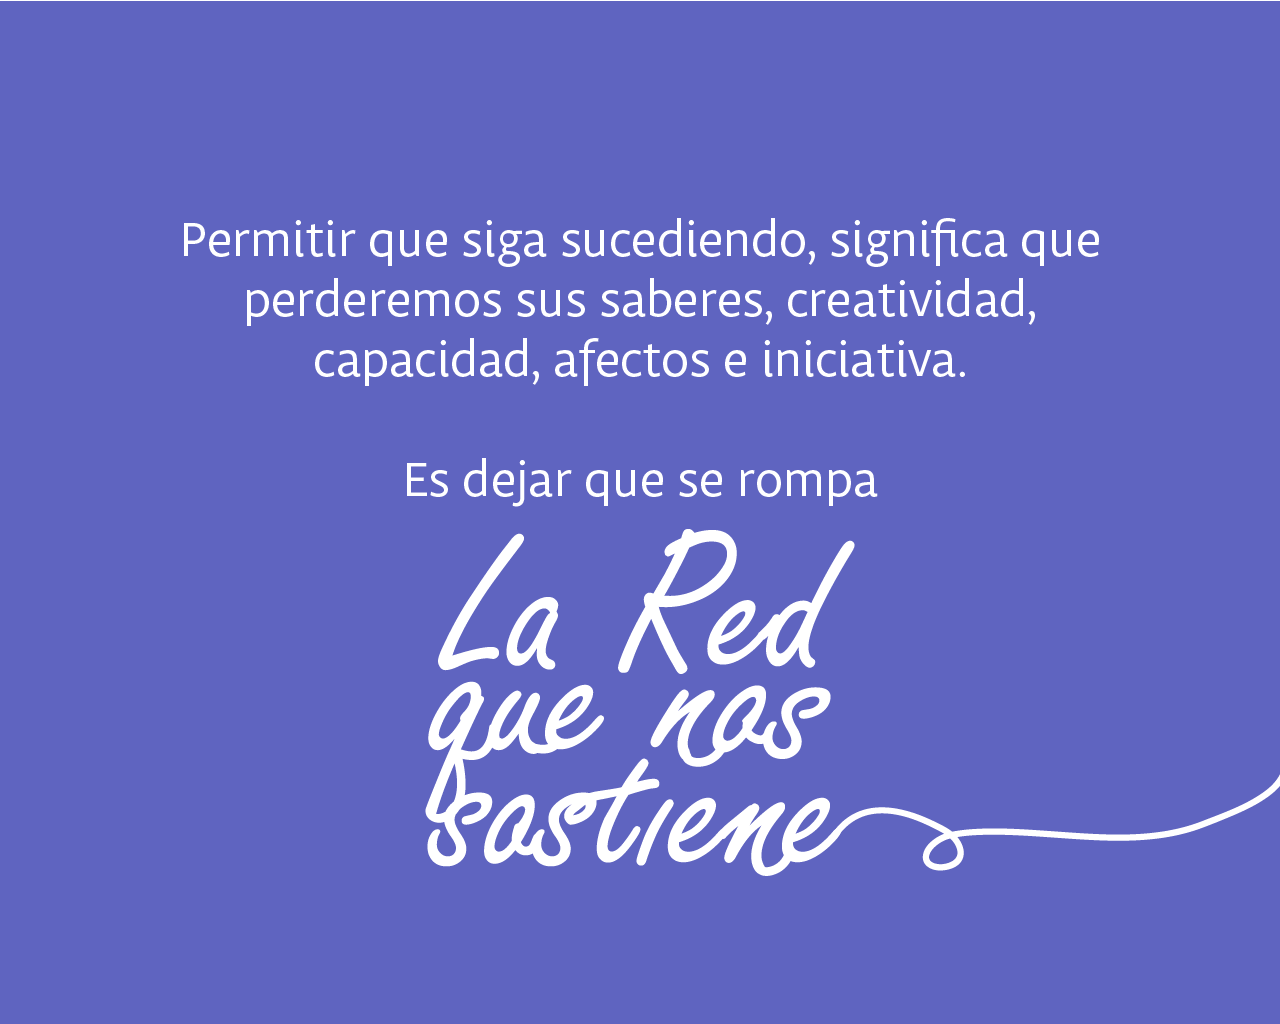 Permitir que siga sucediendo, significa que
perderemos sus saberes, creatividad,
capacidad, afectos e iniciativa.
Es dejar que se rompa
La Red
que nos
sostiene